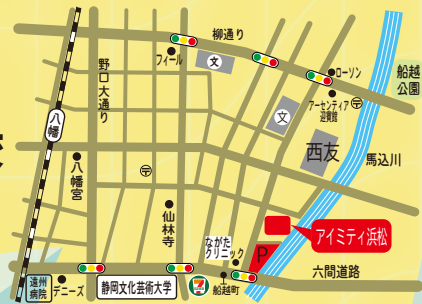 柳通り
フィール
文
ローソン
船越
公園
野口大通り
アーセンティア
迎賓館
〒
文
八幡
西友
馬込川
八幡宮
〒
仙林寺
ながた
クリニック
アイミティ浜松
P
六間道路
遠州
病院
デニーズ
静岡文化芸術大学
7
船越町